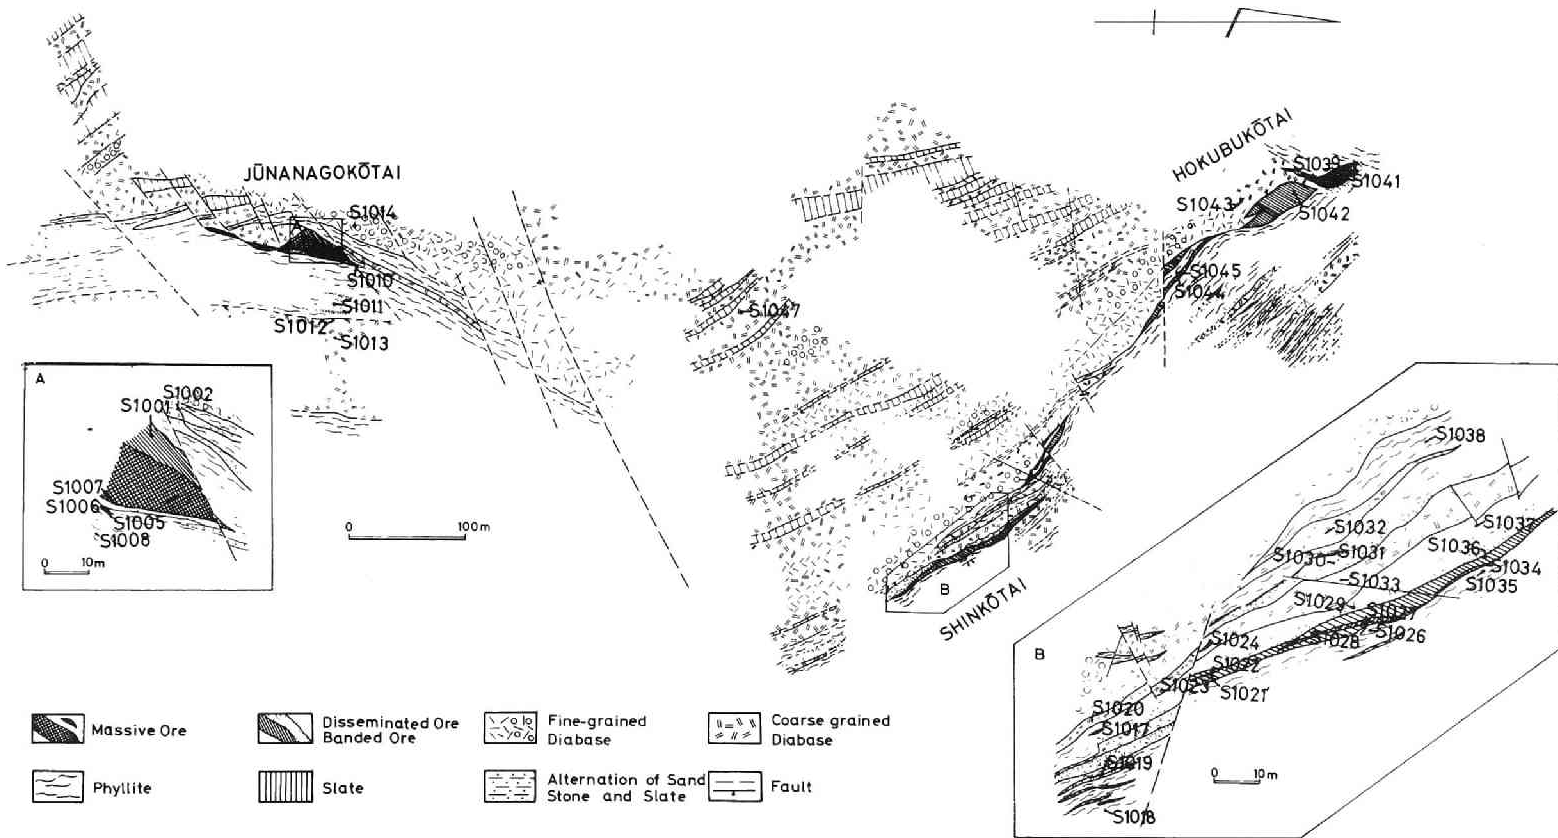 JŪNANAGOKŌTAI
S1014
A
S1010
S1011
S1012
S1013
HOKUBUKŌTAI
S1039
S1041
S1043
S1042
S1045
S1044
S1047
B
SHINKŌTAI
0 100m
A
S1002
S1001
S1007
S1006
S1005
S1008
0 10m
B
S1038
S1032
S1037
S1031
S1036
S1030
S1034
S1033
S1035
S1029
S1027
S1026
S1028
S1024
S1022
S1023
S1021
S1020
S1017
S1019
S1018
0 10m
Massive Ore
Disseminated Ore
Banded Ore
Fine-grained
Diabase
Coarse grained
Diabase
Phyllite
Slate
Alternation of Sand
Stone and Slate
Fault